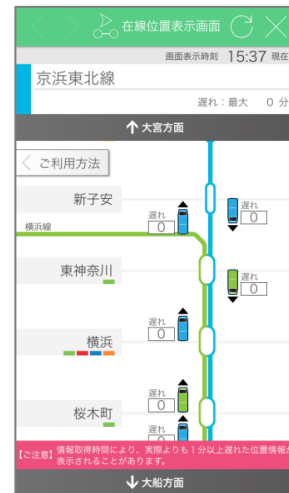 在線位置表示画面
画面表示時刻 15:37 現在
京浜東北線
遅れ：最大 0 分
↑ 大宮方面
ご利用方法
新子安
遅れ
0
遅れ
0
横浜線
東神奈川
遅れ
0
遅れ
0
横浜
遅れ
0
桜木町
遅れ
0
【ご注意】情報取得時間により、実際よりも１分以上遅れた位置情報が
表示されることがあります。
↓ 大船方面